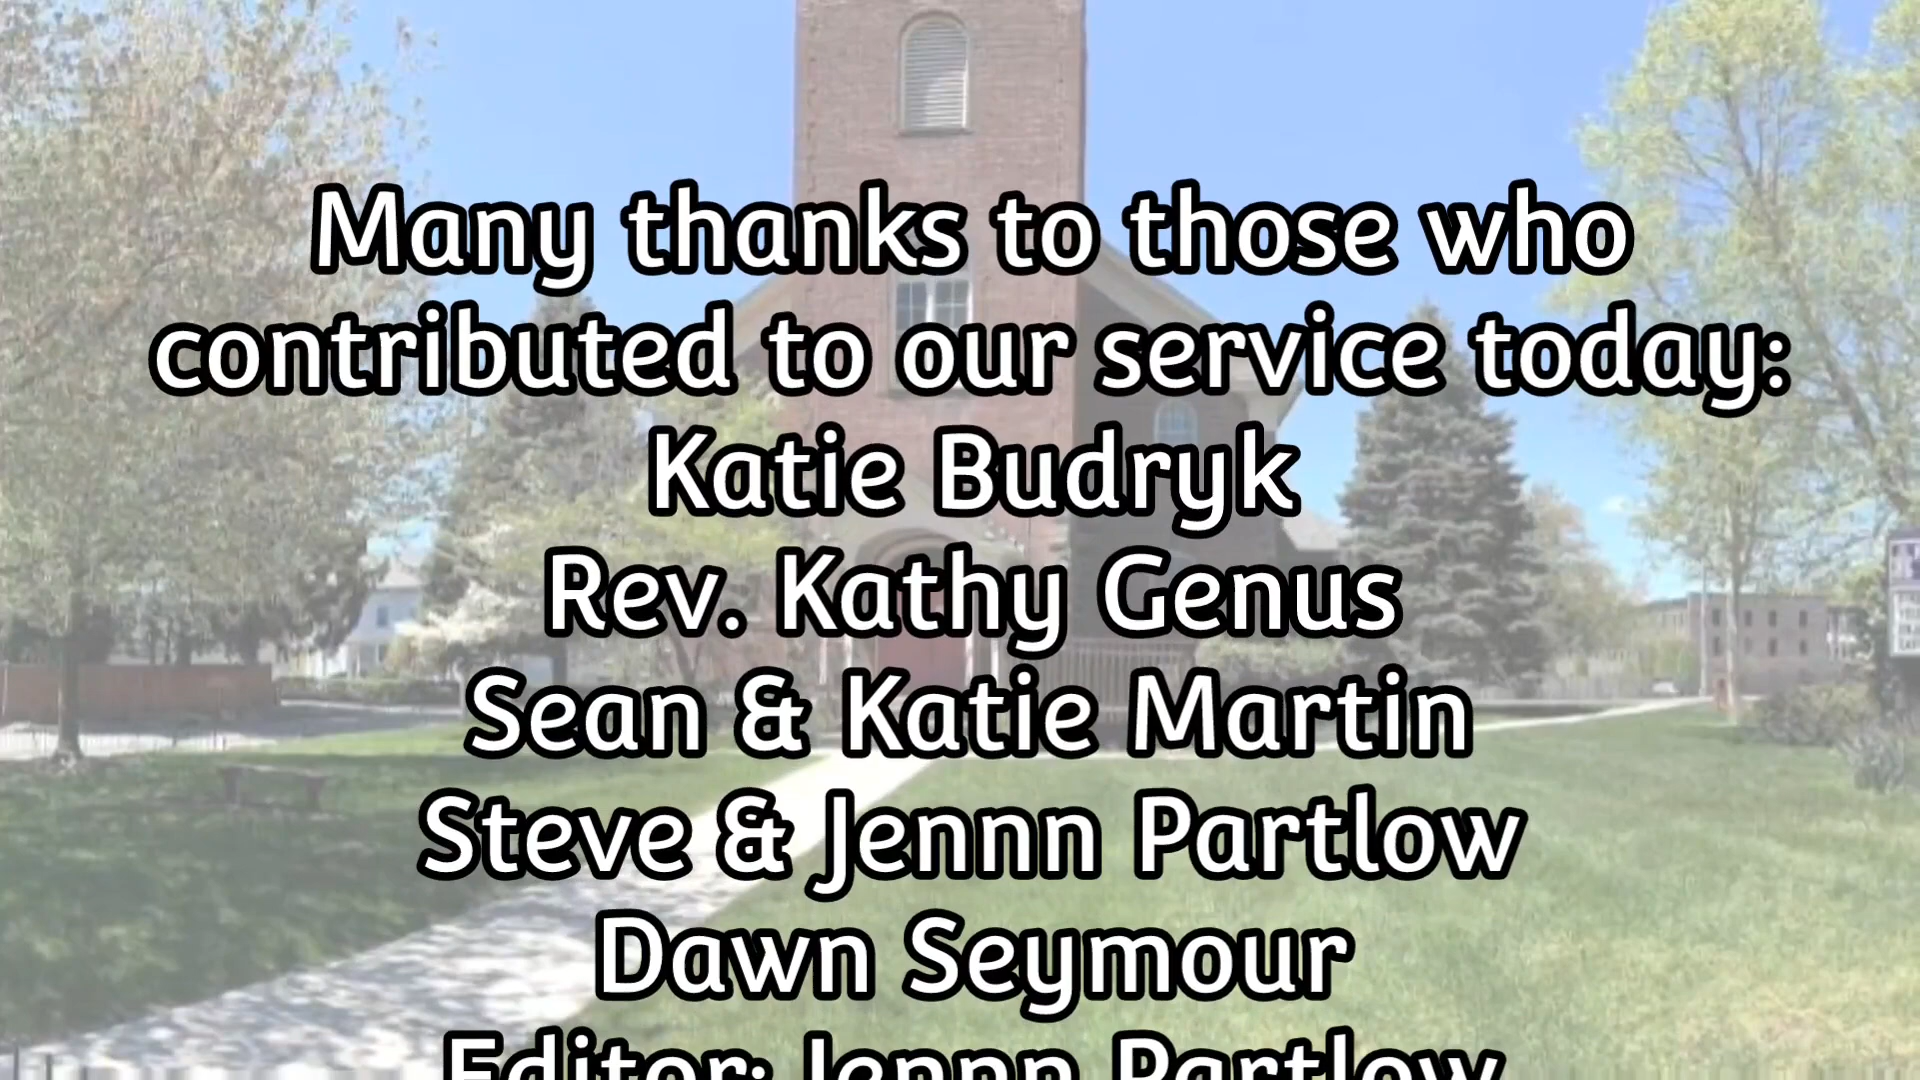 Many thanks to those who
contributed to our service today:
Katie Budryk
Rev. Kathy Genus
Sean & Katie Martin
Steve & Jennn Partlow
Dawn Seymour
Editor: Jennn Partlow